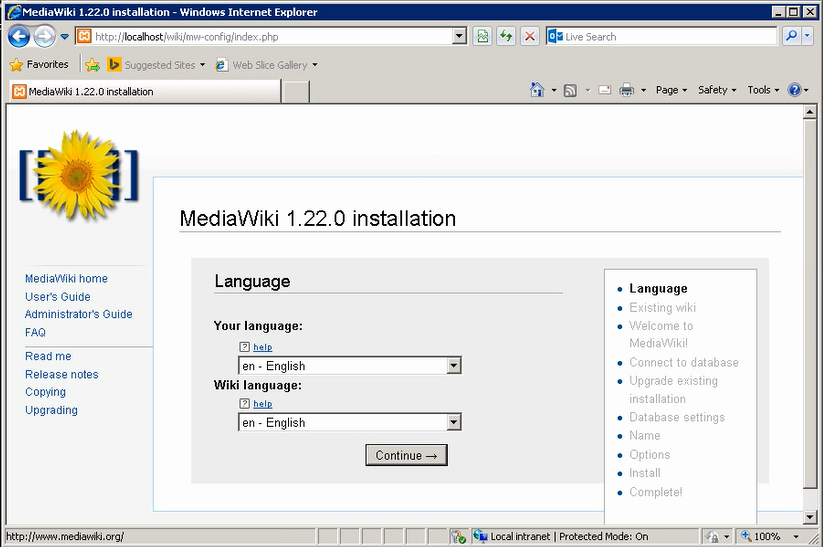 MediaWiki 1.22.0 installation - Windows Internet Explorer
http://localhost/wiki/mw-config/index.php
Live Search
Favorites
Suggested Sites
Web Slice Gallery
MediaWiki 1.22.0 installation
Page
Safety
Tools
MediaWiki 1.22.0 installation
MediaWiki home
User's Guide
Administrator's Guide
FAQ
Read me
Release notes
Copying
Upgrading
Language
Your language:
? help
en - English
Wiki language:
? help
en - English
Continue →
Language
Existing wiki
Welcome to
MediaWiki!
Connect to database
Upgrade existing
installation
Database settings
Name
Options
Install
Complete!
http://www.mediawiki.org/
Local intranet | Protected Mode: On
100%